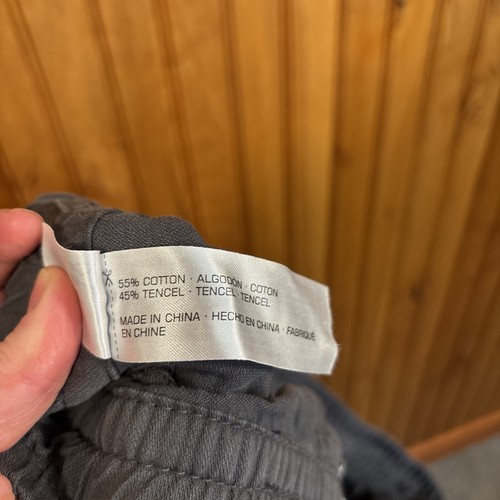 55% COTTON · ALGODON · COTON
45% TENCEL · TENCEL · TENCEL
MADE IN CHINA · HECHO EN CHINA · FABRIQUÉ
EN CHINE